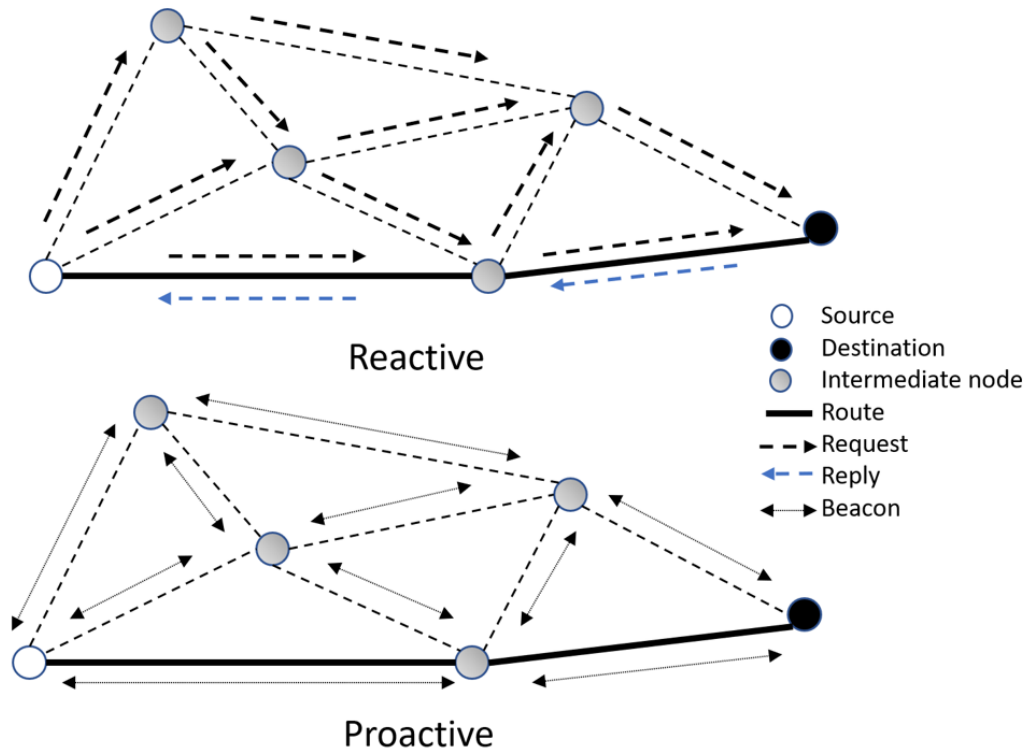 Reactive
Source
Destination
Intermediate node
Route
Request
Reply
Beacon
Proactive